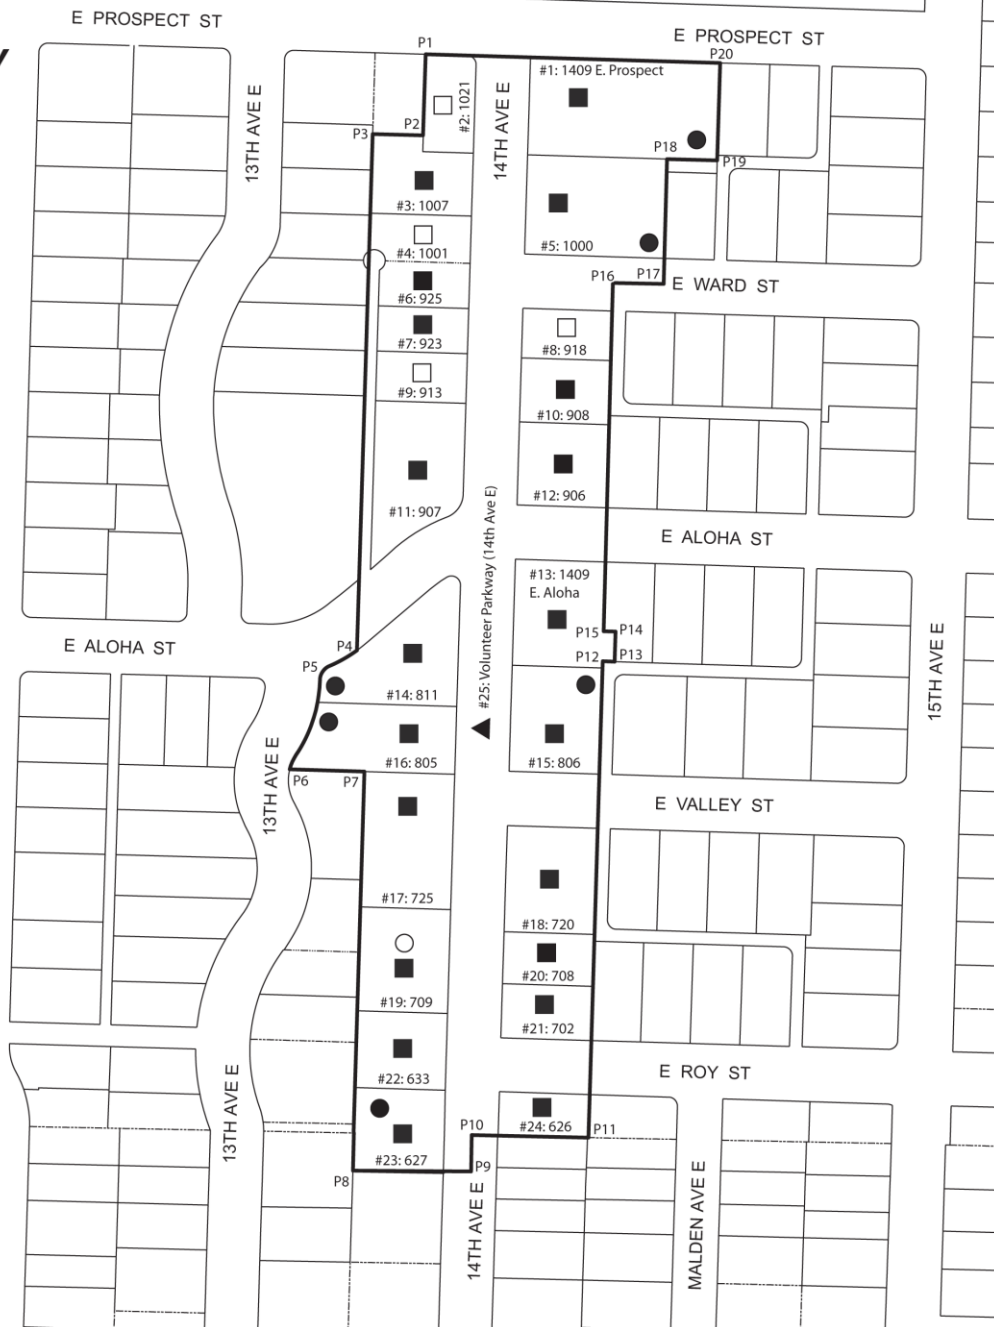 E PROSPECT ST
P1
E PROSPECT ST
P20
#1: 1409 E. Prospect
#2: 1021
13TH AVE E
14TH AVE E
P2
P3
P18
P19
#3: 1007
#5: 1000
#4: 1001
P16
P17
E WARD ST
#6: 925
#7: 923
#8: 918
#9: 913
#10: 908
#12: 906
#11: 907
#25: Volunteer Parkway (14th Ave E)
E ALOHA ST
#13: 1409
E. Aloha
P15
P14
E ALOHA ST
P4
P12
P13
P5
15TH AVE E
#14: 811
#16: 805
#15: 806
P6
P7
13TH AVE E
E VALLEY ST
#17: 725
#18: 720
#20: 708
#19: 709
#21: 702
E ROY ST
#22: 633
13TH AVE E
P10
#24: 626
P11
#23: 627
P9
P8
14TH AVE E
MALDEN AVE E